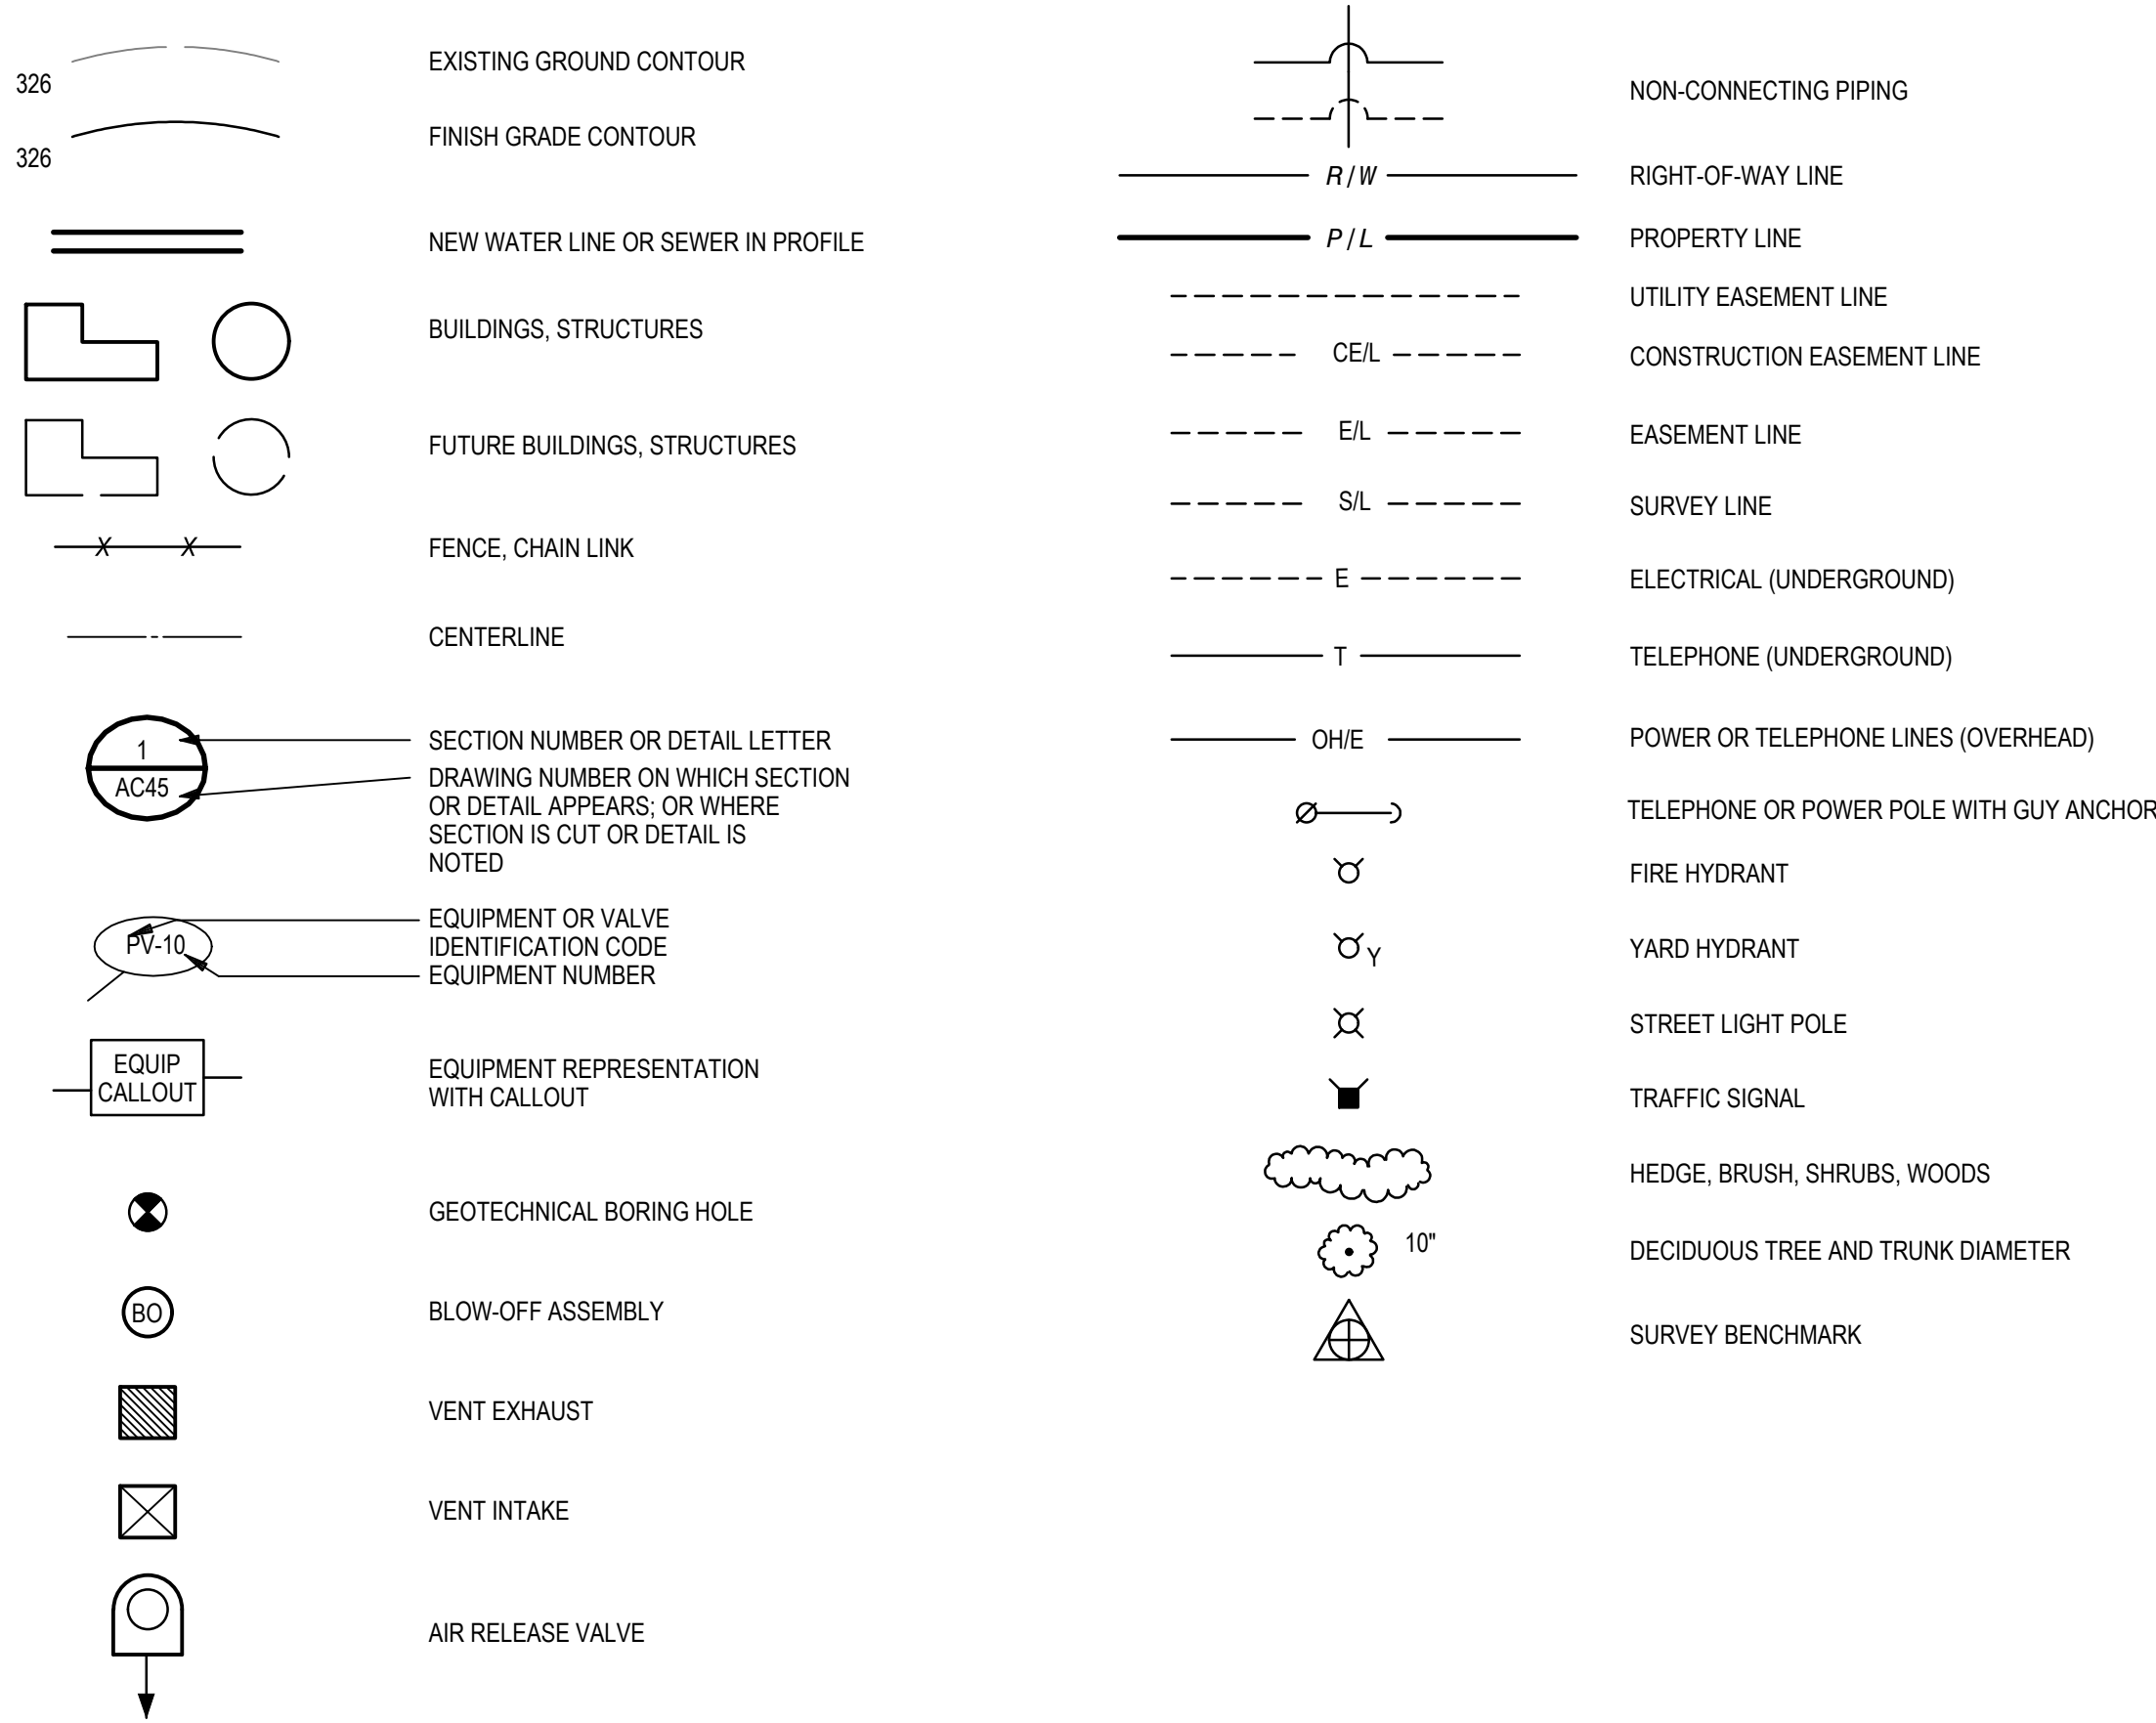 326
EXISTING GROUND CONTOUR
326
FINISH GRADE CONTOUR
NEW WATER LINE OR SEWER IN PROFILE
BUILDINGS, STRUCTURES
FUTURE BUILDINGS, STRUCTURES
X X
FENCE, CHAIN LINK
CENTERLINE
1
AC45
SECTION NUMBER OR DETAIL LETTER
DRAWING NUMBER ON WHICH SECTION
OR DETAIL APPEARS; OR WHERE
SECTION IS CUT OR DETAIL IS
NOTED
PV-10
EQUIPMENT OR VALVE
IDENTIFICATION CODE
EQUIPMENT NUMBER
EQUIP
CALLOUT
EQUIPMENT REPRESENTATION
WITH CALLOUT
GEOTECHNICAL BORING HOLE
BO
BLOW-OFF ASSEMBLY
VENT EXHAUST
VENT INTAKE
AIR RELEASE VALVE
NON-CONNECTING PIPING
R/W
RIGHT-OF-WAY LINE
P/L
PROPERTY LINE
UTILITY EASEMENT LINE
CE/L
CONSTRUCTION EASEMENT LINE
E/L
EASEMENT LINE
S/L
SURVEY LINE
E
ELECTRICAL (UNDERGROUND)
T
TELEPHONE (UNDERGROUND)
OH/E
POWER OR TELEPHONE LINES (OVERHEAD)
TELEPHONE OR POWER POLE WITH GUY ANCHOR
FIRE HYDRANT
Y
YARD HYDRANT
STREET LIGHT POLE
TRAFFIC SIGNAL
HEDGE, BRUSH, SHRUBS, WOODS
10"
DECIDUOUS TREE AND TRUNK DIAMETER
SURVEY BENCHMARK